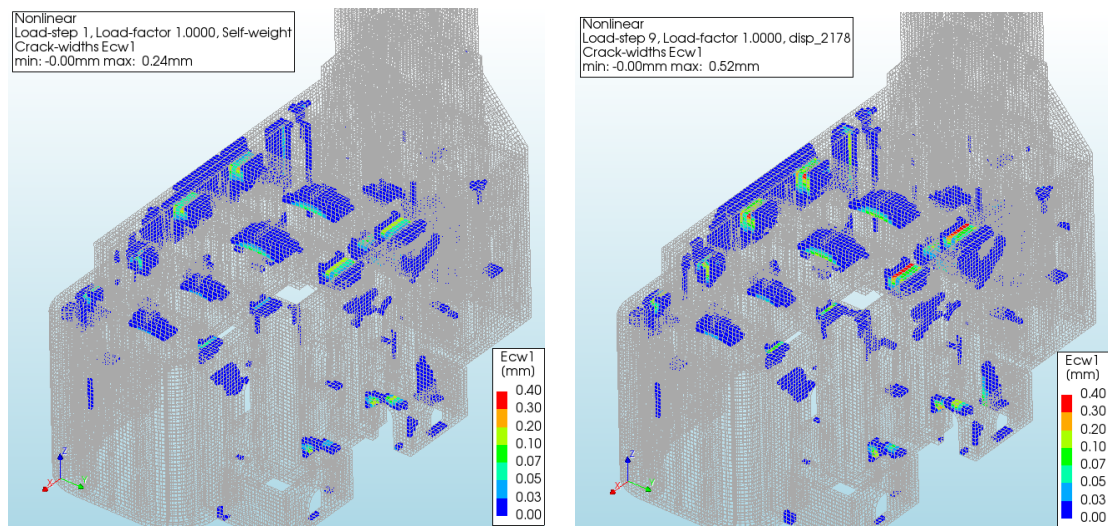 Nonlinear
Load-step 1, Load-factor 1.0000, Self-weight
Crack-widths Ecw1
min: -0.00mm max: 0.24mm
Ecw1
(mm)
0.40
0.30
0.20
0.10
0.07
0.05
0.03
0.00
Z
X
Y
Nonlinear
Load-step 9, Load-factor 1.0000, disp_2178
Crack-widths Ecw1
min: -0.00mm max: 0.52mm
Ecw1
(mm)
0.40
0.30
0.20
0.10
0.07
0.05
0.03
0.00
Z
X
Y